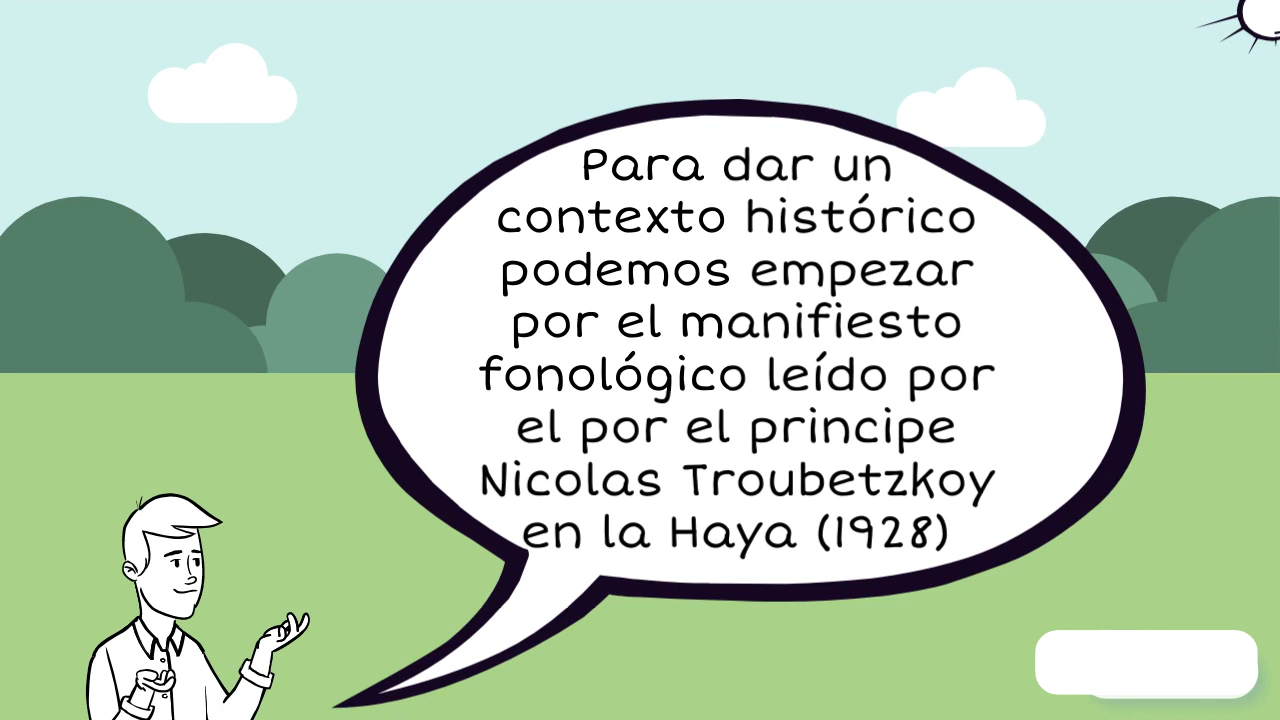 Para dar un
contexto histórico
podemos empezar
por el manifiesto
fonológico leído por
el por el principe
Nicolas Troubetzkoy
en la Haya (1928)